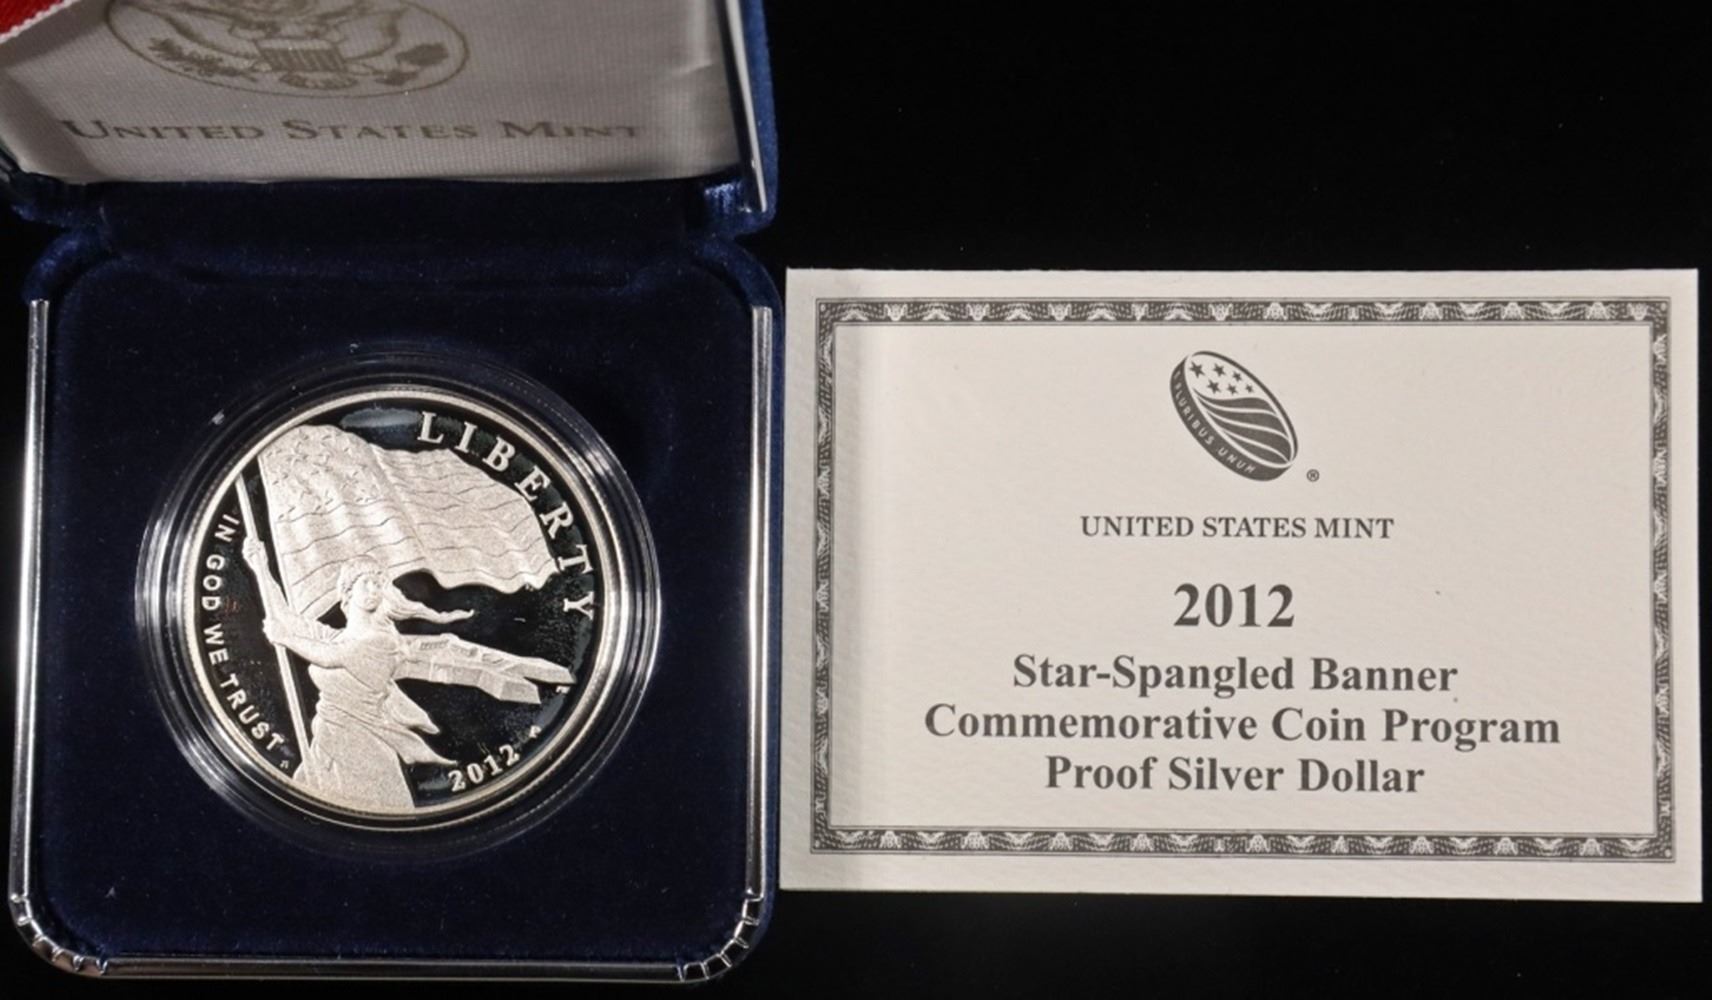 UNITED STATES MINT
LIBERTY
IN GOD WE TRUST
2012
P
PLURIBUS UNUM
®
UNITED STATES MINT
2012
Star-Spangled Banner
Commemorative Coin Program
Proof Silver Dollar